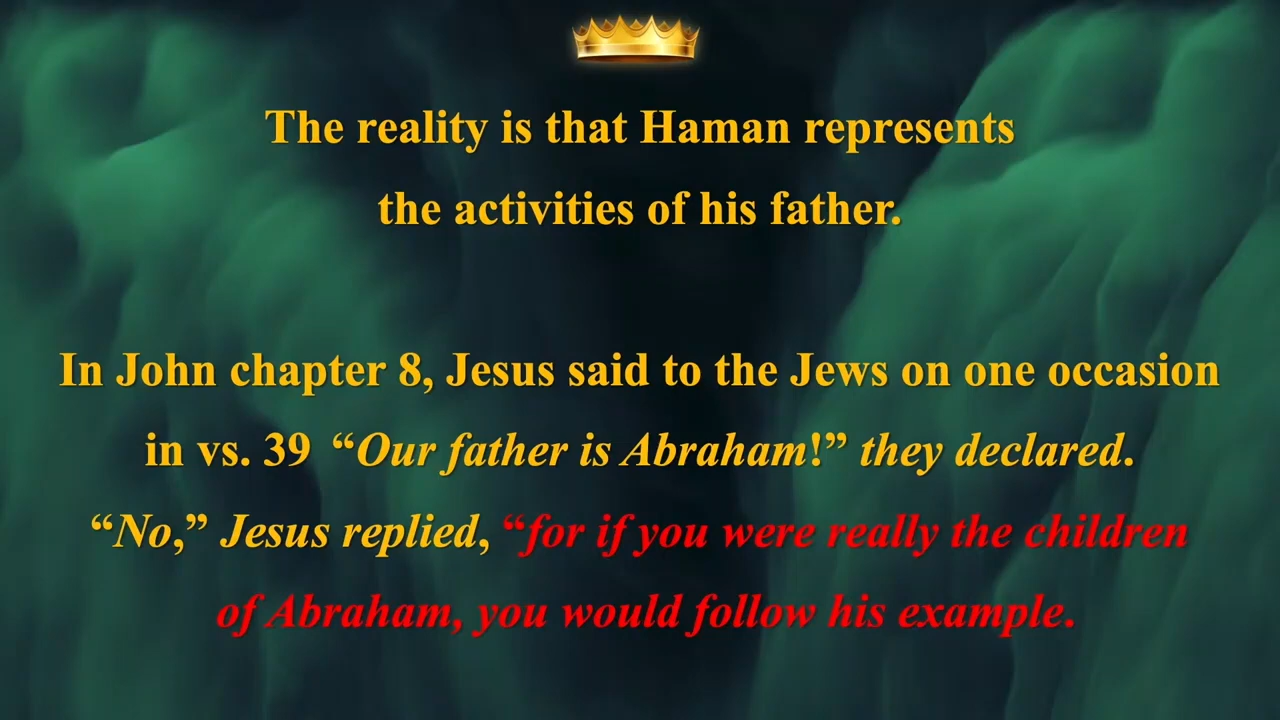 The reality is that Haman represents
the activities of his father.
In John chapter 8, Jesus said to the Jews on one occasion
in vs. 39 “Our father is Abraham!” they declared.
“No,” Jesus replied, “for if you were really the children
of Abraham, you would follow his example.